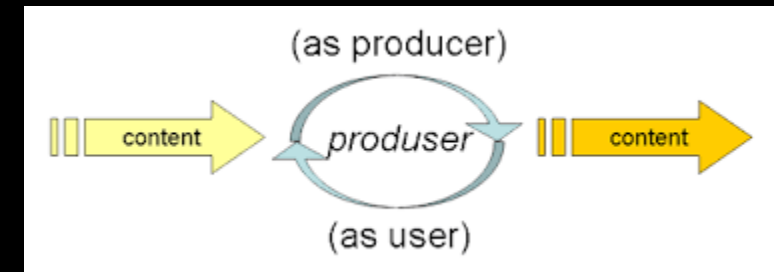 (as producer)
content
produser
content
(as user)